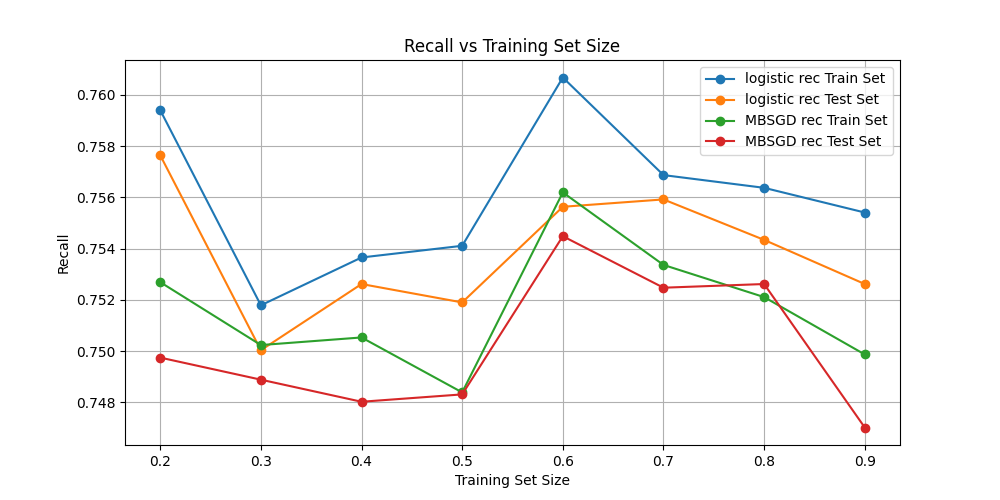 Recall vs Training Set Size
logistic rec Train Set
logistic rec Test Set
MBSGD rec Train Set
MBSGD rec Test Set
Recall
0.760
0.758
0.756
0.754
0.752
0.750
0.748
0.2 0.3 0.4 0.5 0.6 0.7 0.8 0.9
Training Set Size